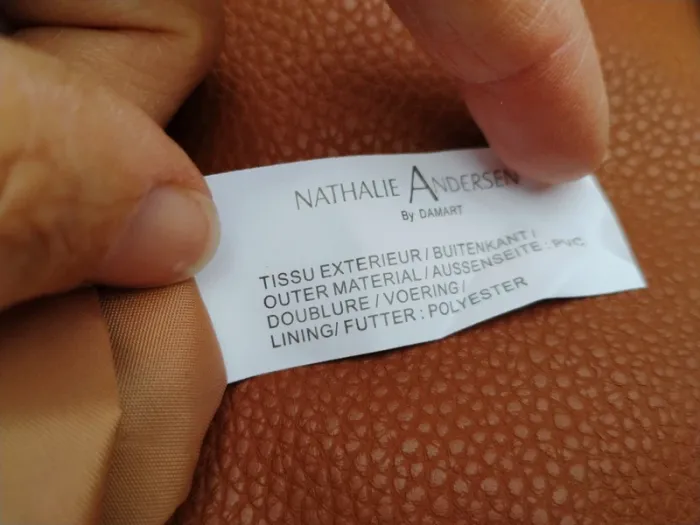 NATHALIE ANDERSEN
By DAMART
TISSU EXTERIEUR / BUITENKANT /
OUTER MATERIAL / AUSSENSEITE : PVC
DOUBLURE / VOERING /
LINING/ FUTTER : POLYESTER